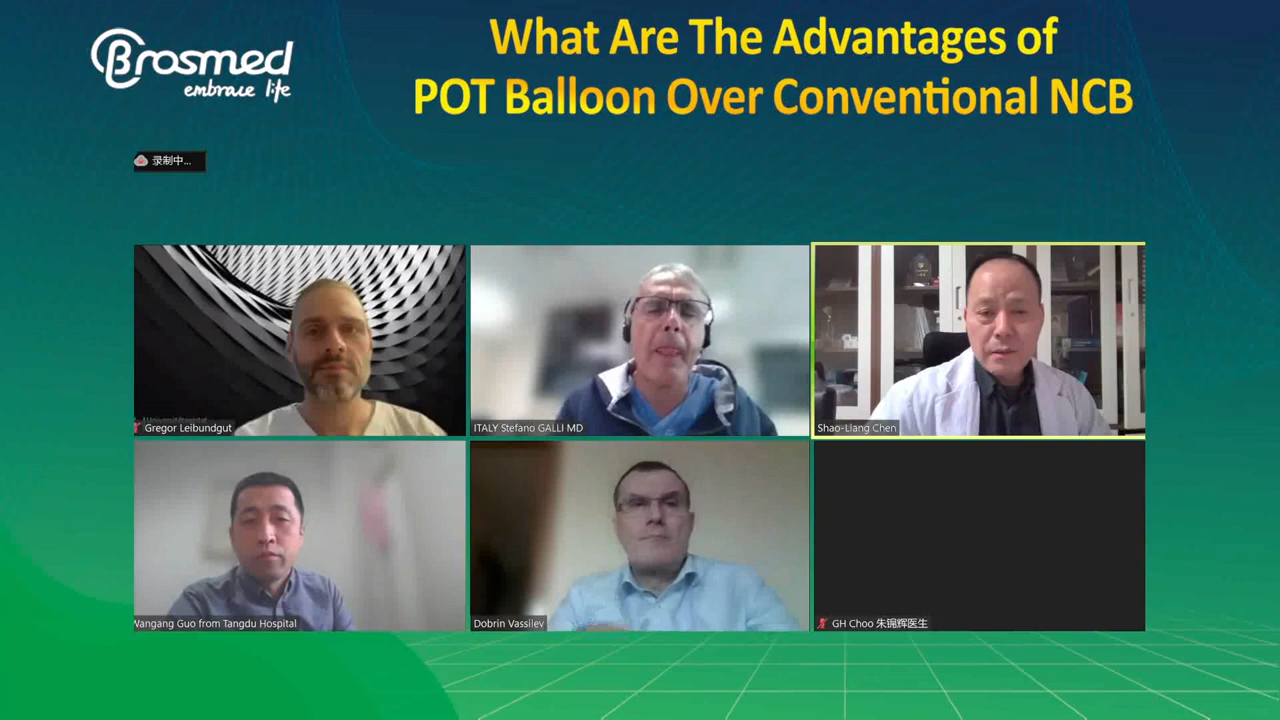 Brosmed
embrace life
What Are The Advantages of
POT Balloon Over Conventional NCB
录制中...
Gregor Leibundgut
ITALY Stefano GALLI MD
Shao-Liang Chen
Wangang Guo from Tangdu Hospital
Dobrin Vassilev
GH Choo 朱锦辉医生